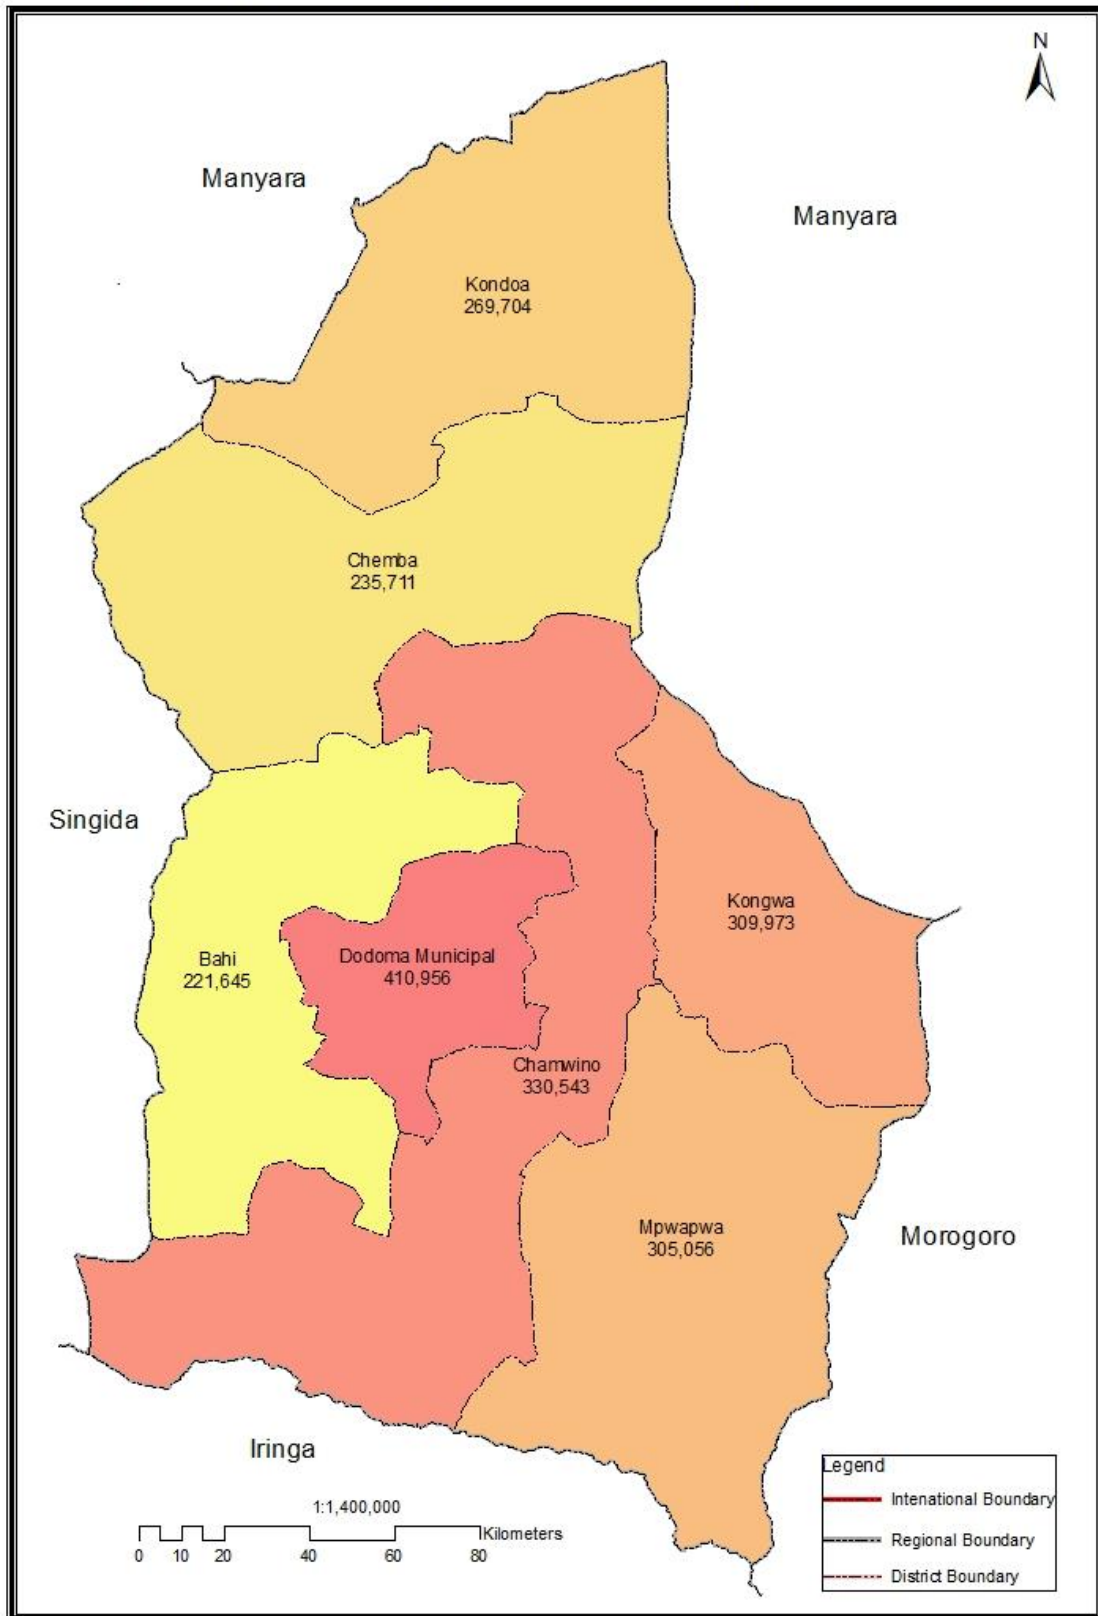 N
Manyara
Manyara
Kondoa
269,704
Chemba
235,711
Singida
Kongwa
309,973
Bahi
221,645
Dodoma Municipal
410,956
Chamwino
330,543
Mpwapwa
305,056
Morogoro
Iringa
1:1,400,000
Kilometers
0 10 20 40 60 80
Legend
Intenational Boundary
Regional Boundary
District Boundary